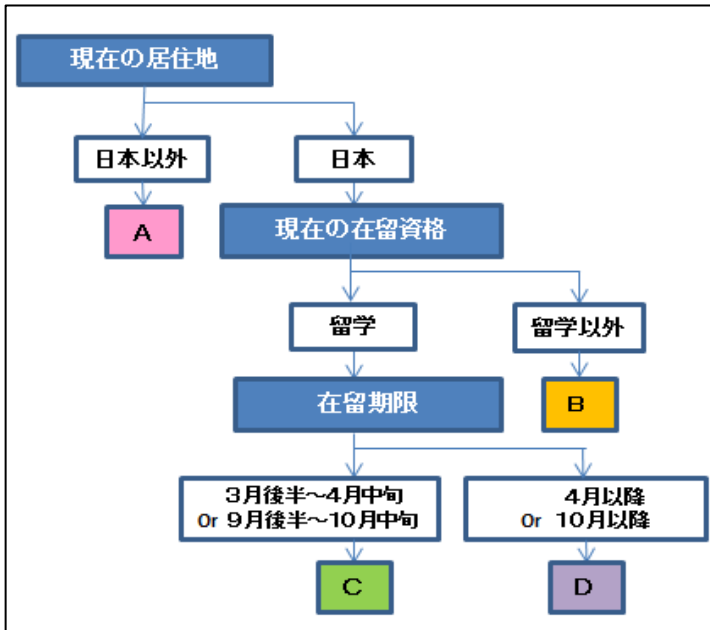 現在の居住地
日本以外
日本
A
現在の在留資格
留学
留学以外
在留期限
B
3月後半~4月中旬
Or 9月後半~10月中旬
4月以降
Or 10月以降
C
D